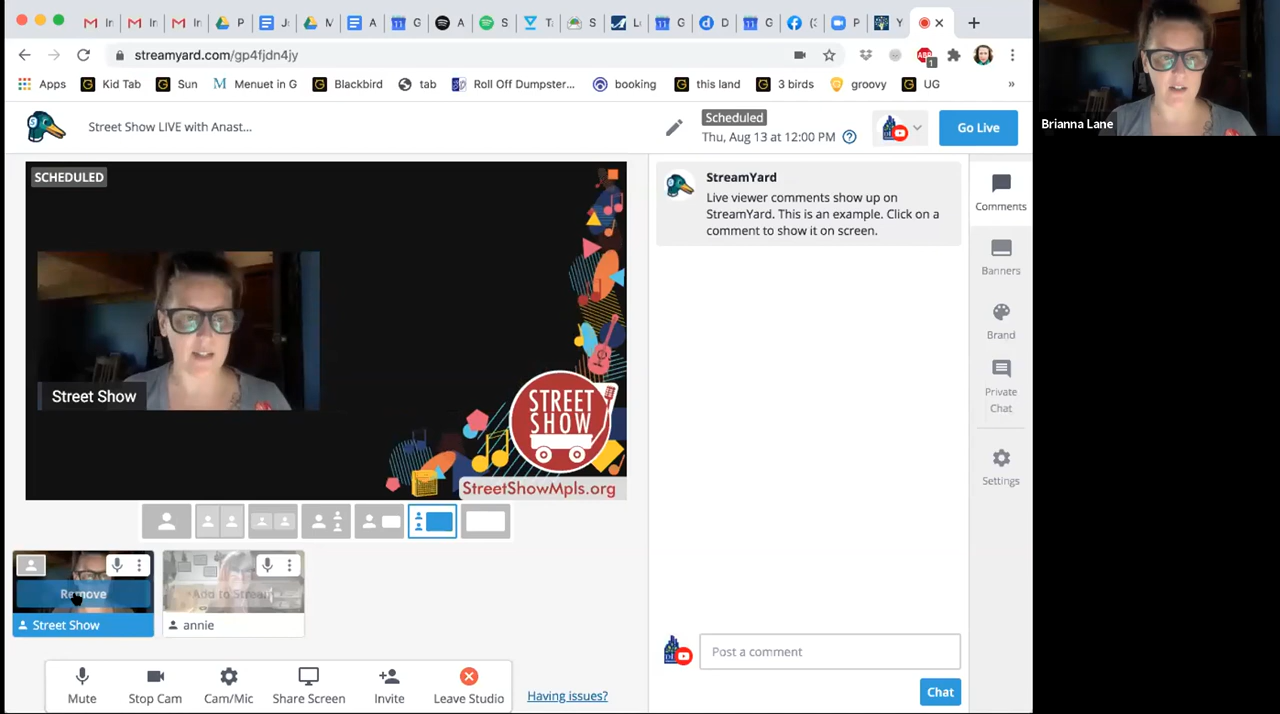 streamyard.com/gp4fjdn4jy
1
Apps
Kid Tab
Sun
Menuet in G
Blackbird
tab
Roll Off Dumpster...
booking
this land
3 birds
groovy
UG
»
Street Show LIVE with Anast...
Scheduled
Thu, Aug 13 at 12:00 PM
Go Live
Brianna Lane
SCHEDULED
Street Show
STREET
SHOW
StreetShowMpls.org
StreamYard
Live viewer comments show up on
StreamYard. This is an example. Click on a
comment to show it on screen.
Comments
Banners
Brand
Private
Chat
Settings
Remove
Street Show
Add to Stream
annie
Post a comment
Chat
Mute
Stop Cam
Cam/Mic
Share Screen
Invite
Leave Studio
Having issues?